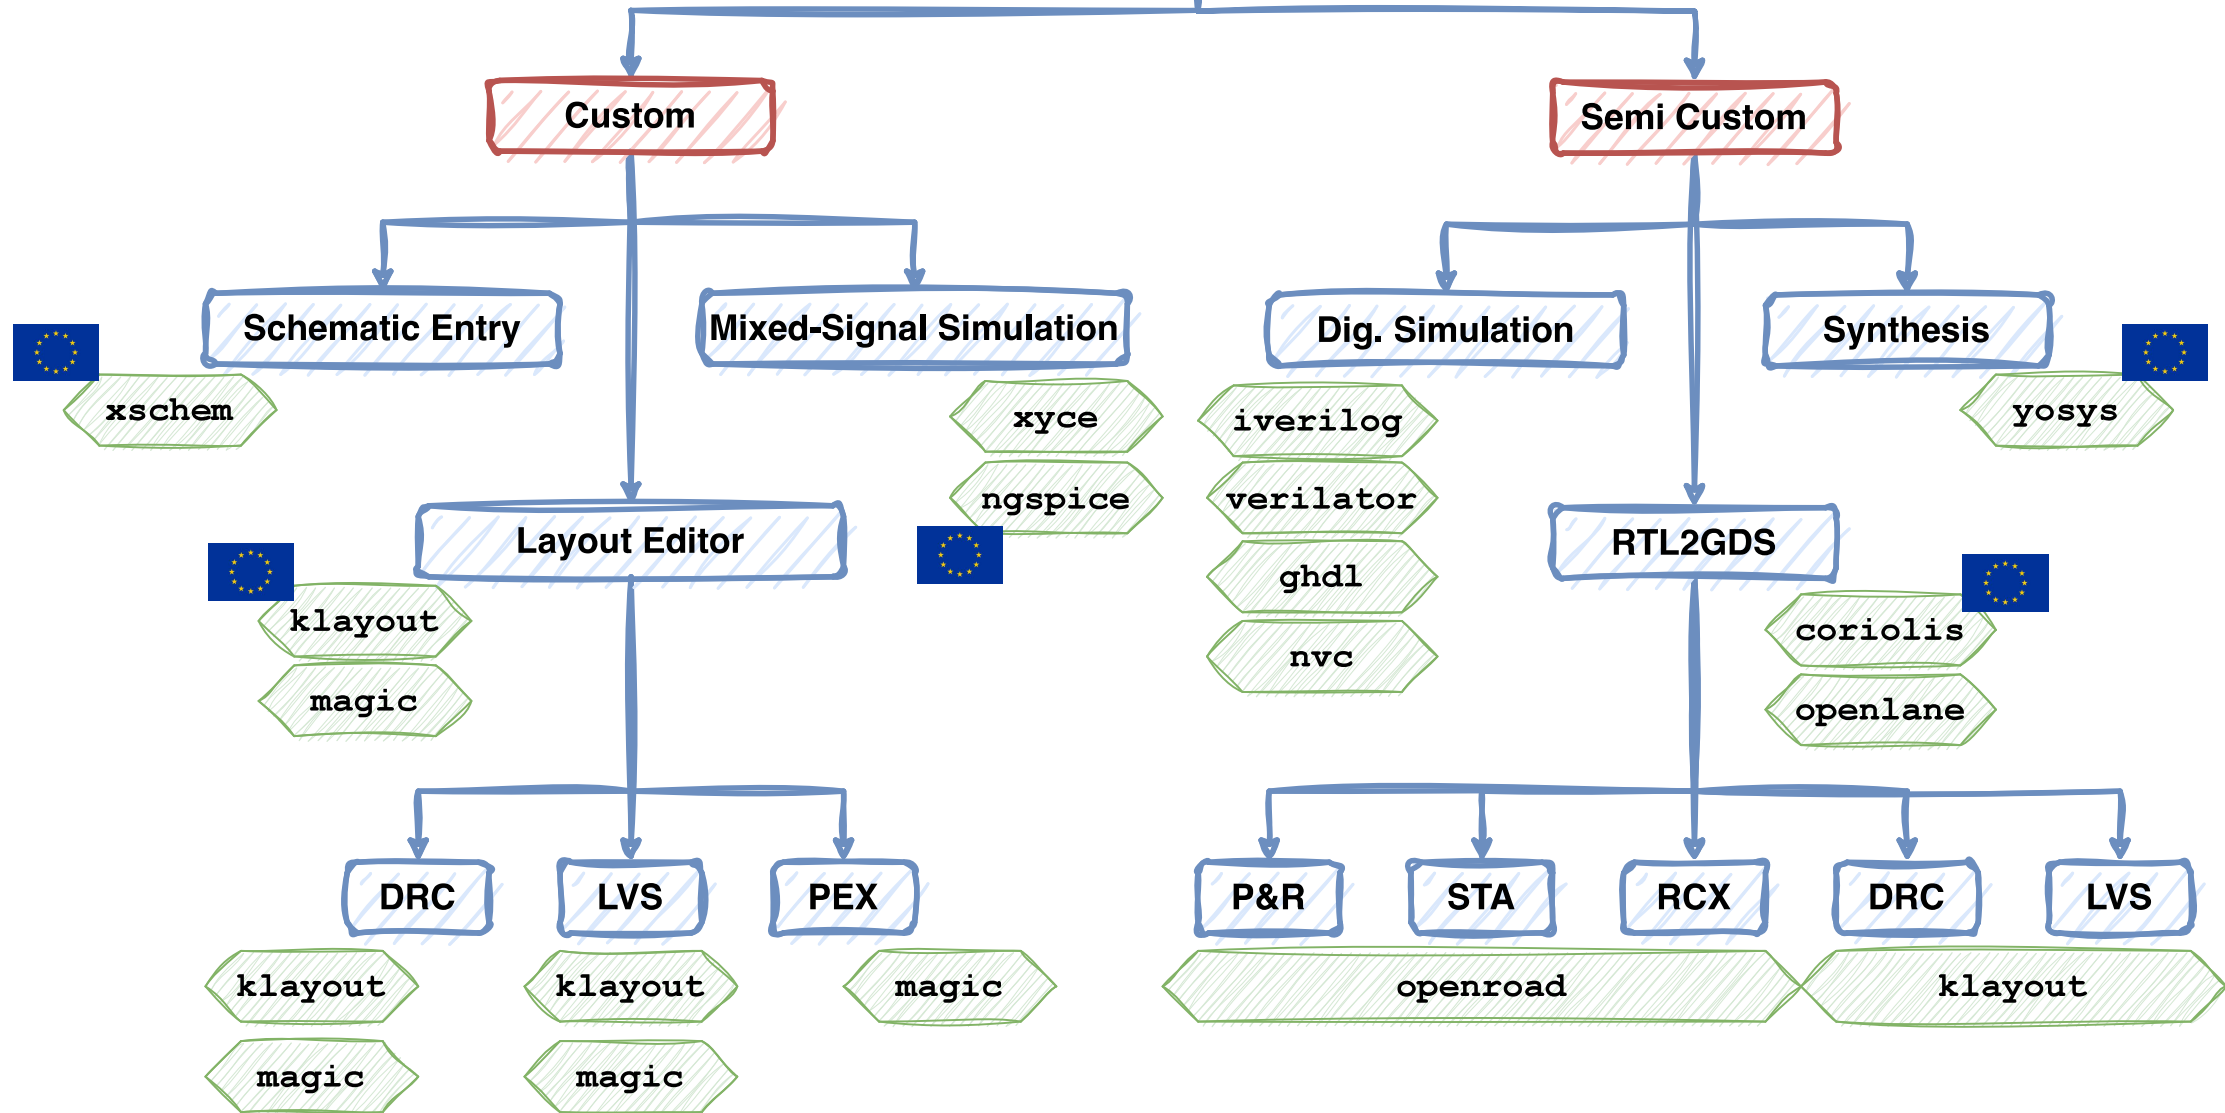 Custom
Semi Custom
Schematic Entry
Mixed-Signal Simulation
Dig. Simulation
Synthesis
xschem
xyce
iverilog
yosys
ngspice
verilator
Layout Editor
RTL2GDS
ghdl
klayout
coriolis
nvc
magic
openlane
DRC
LVS
PEX
P&R
STA
RCX
DRC
LVS
klayout
klayout
magic
openroad
klayout
magic
magic